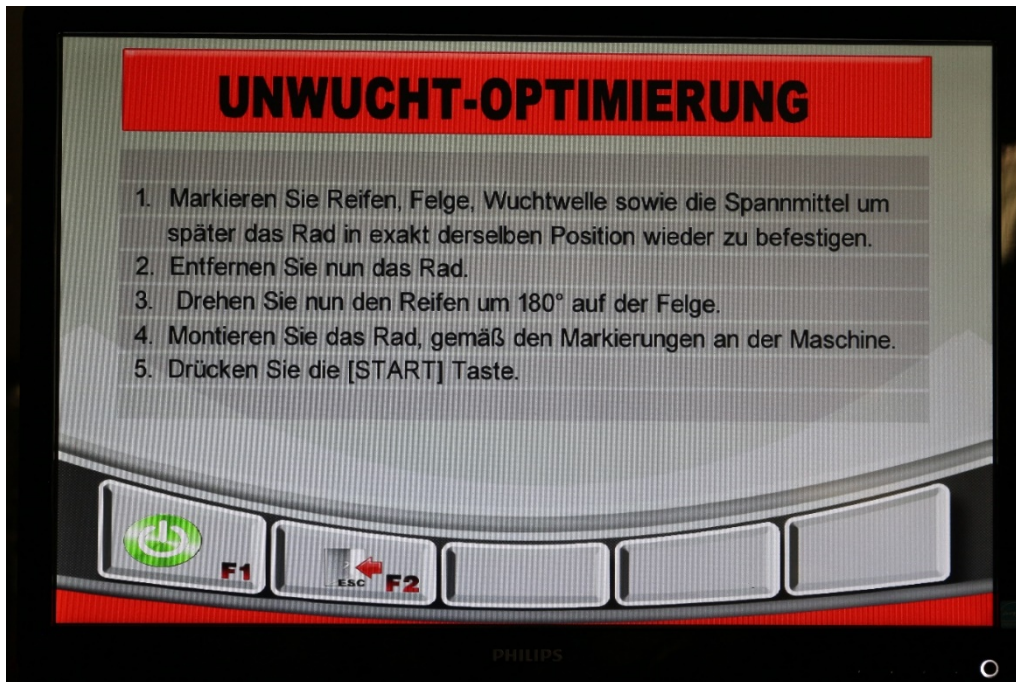 UNWUCHT-OPTIMIERUNG
1. Markieren Sie Reifen, Felge, Wuchtwelle sowie die Spannmittel um
später das Rad in exakt derselben Position wieder zu befestigen.
2. Entfernen Sie nun das Rad.
3. Drehen Sie nun den Reifen um 180° auf der Felge.
4. Montieren Sie das Rad, gemäß den Markierungen an der Maschine.
5. Drücken Sie die [START] Taste.
F1
ESC F2
PHILIPS